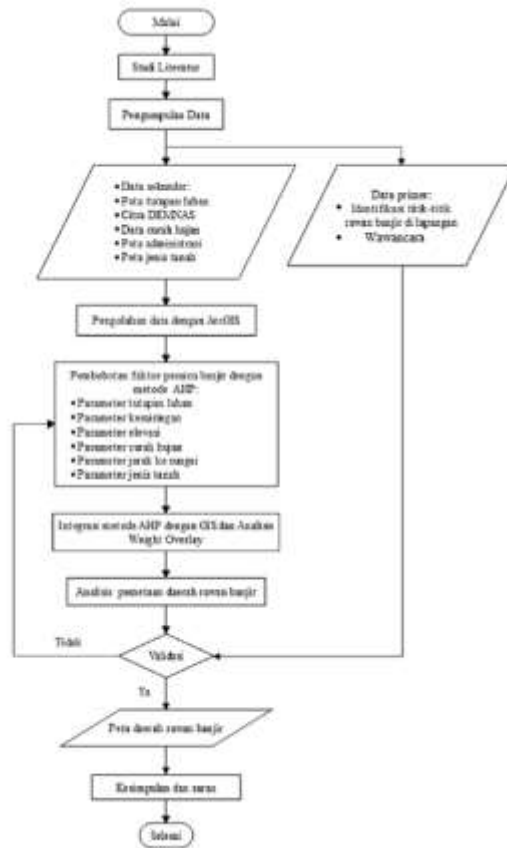 Mulai
Studi Literatur
Pengumpulan Data
• Data sekunder:
• Peta tutupan lahan
• Citra DEMNAS
• Data curah hujan
• Peta administrasi
• Peta jenis tanah
Data primer:
• Identifikasi titik-titik
rawan banjir di lapangan
• Wawancara
Pengolahan data dengan ArcGIS
Pembobotan faktor pemicu banjir dengan
metode AHP:
• Parameter tutupan lahan
• Parameter kemiringan
• Parameter elevasi
• Parameter curah hujan
• Parameter jarak ke sungai
• Parameter jenis tanah
Integrasi metode AHP dengan GIS dan Analisis
Weight Overlay
Analisis pemetaan daerah rawan banjir
Tidak
Validasi
Ya
Peta daerah rawan banjir
Kesimpulan dan saran
Selesai